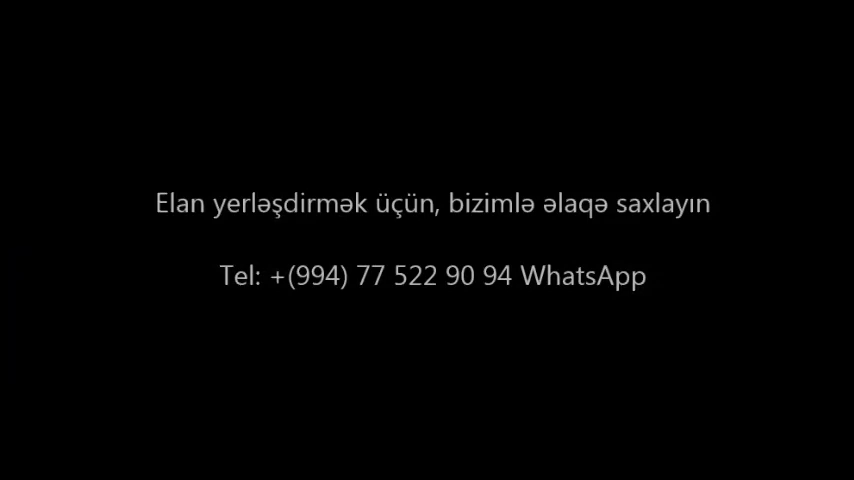 Elan yerləşdirmək üçün, bizimlə əlaqə saxlayın
Tel: +(994) 77 522 90 94 WhatsApp